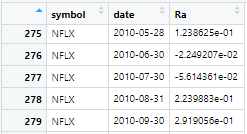 symbol date Ra
275 NFLX 2010-05-28 1.238625e-01
276 NFLX 2010-06-30 -2.249207e-02
277 NFLX 2010-07-30 -5.614361e-02
278 NFLX 2010-08-31 2.239883e-01
279 NFLX 2010-09-30 2.919056e-01